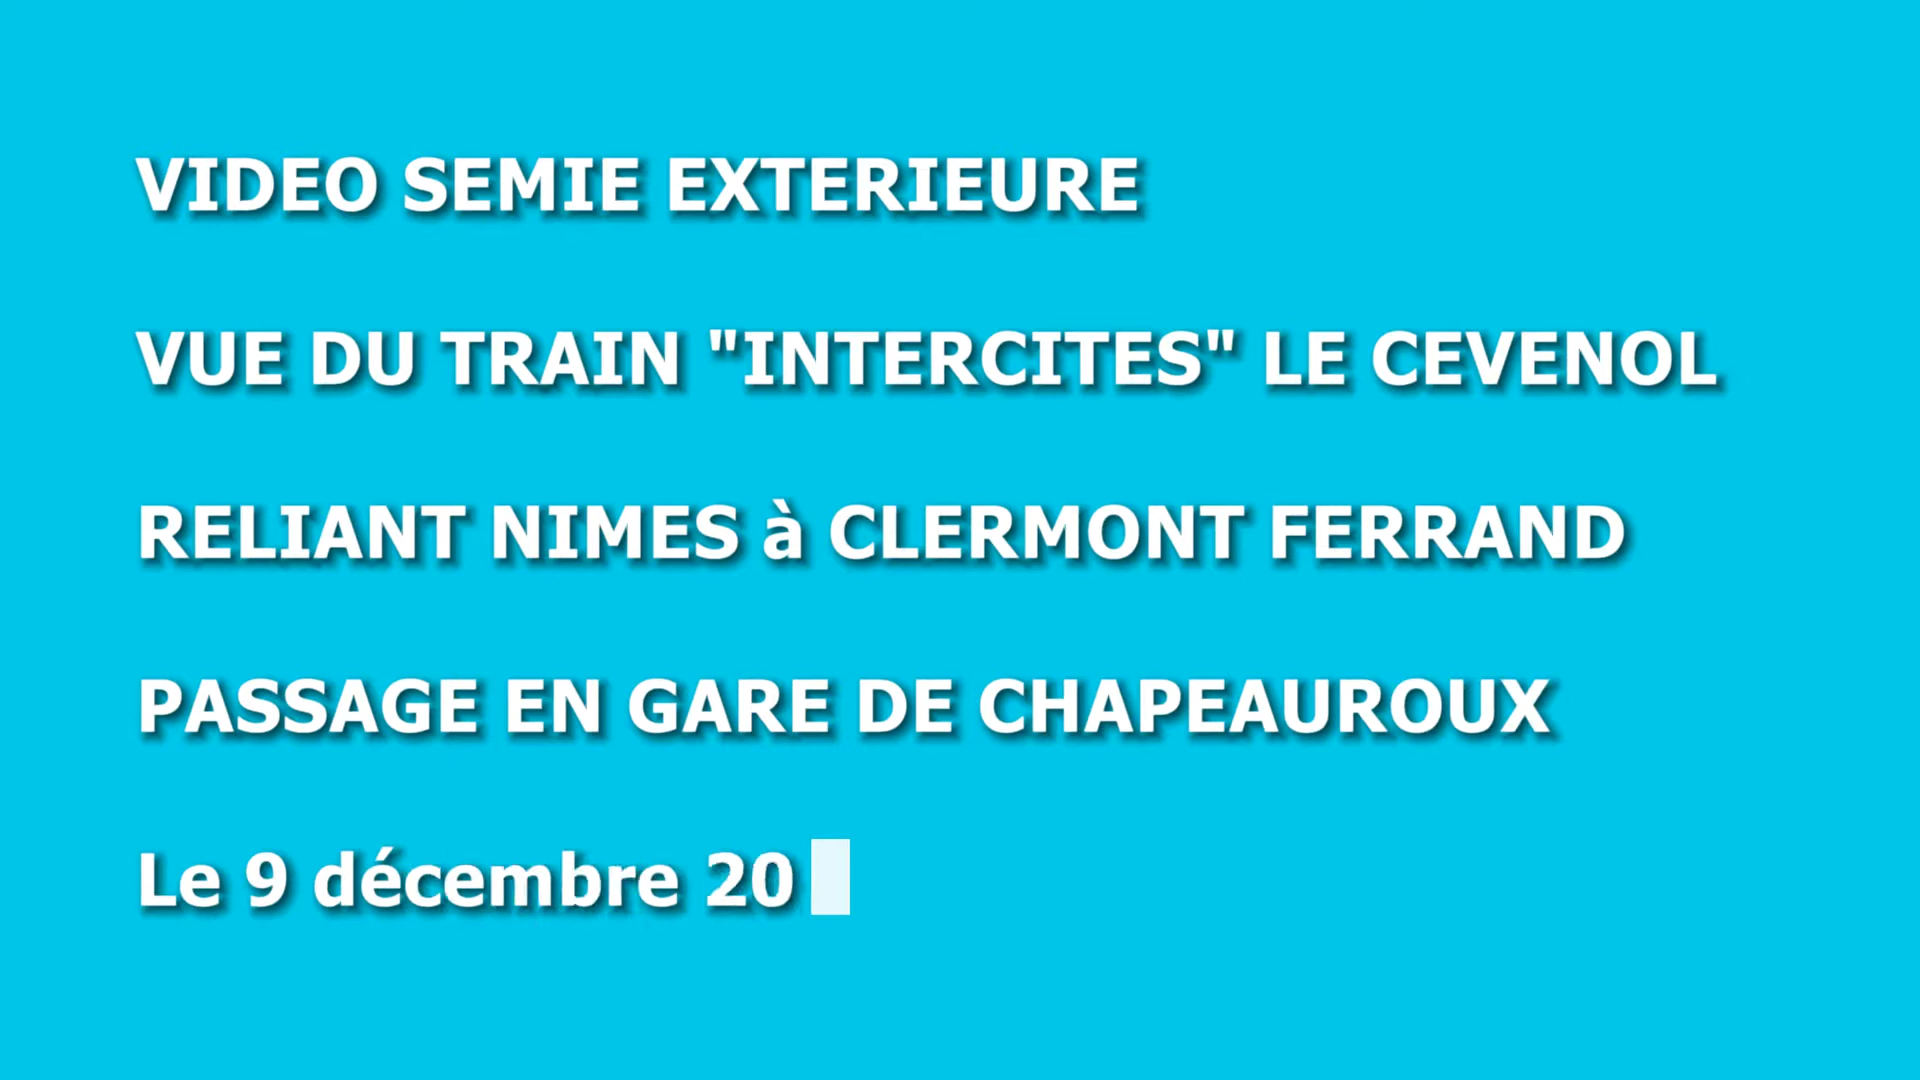 VIDEO SEMIE EXTERIEURE
VUE DU TRAIN "INTERCITES" LE CEVENOL
RELIANT NIMES à CLERMONT FERRAND
PASSAGE EN GARE DE CHAPEAUROUX
Le 9 décembre 20